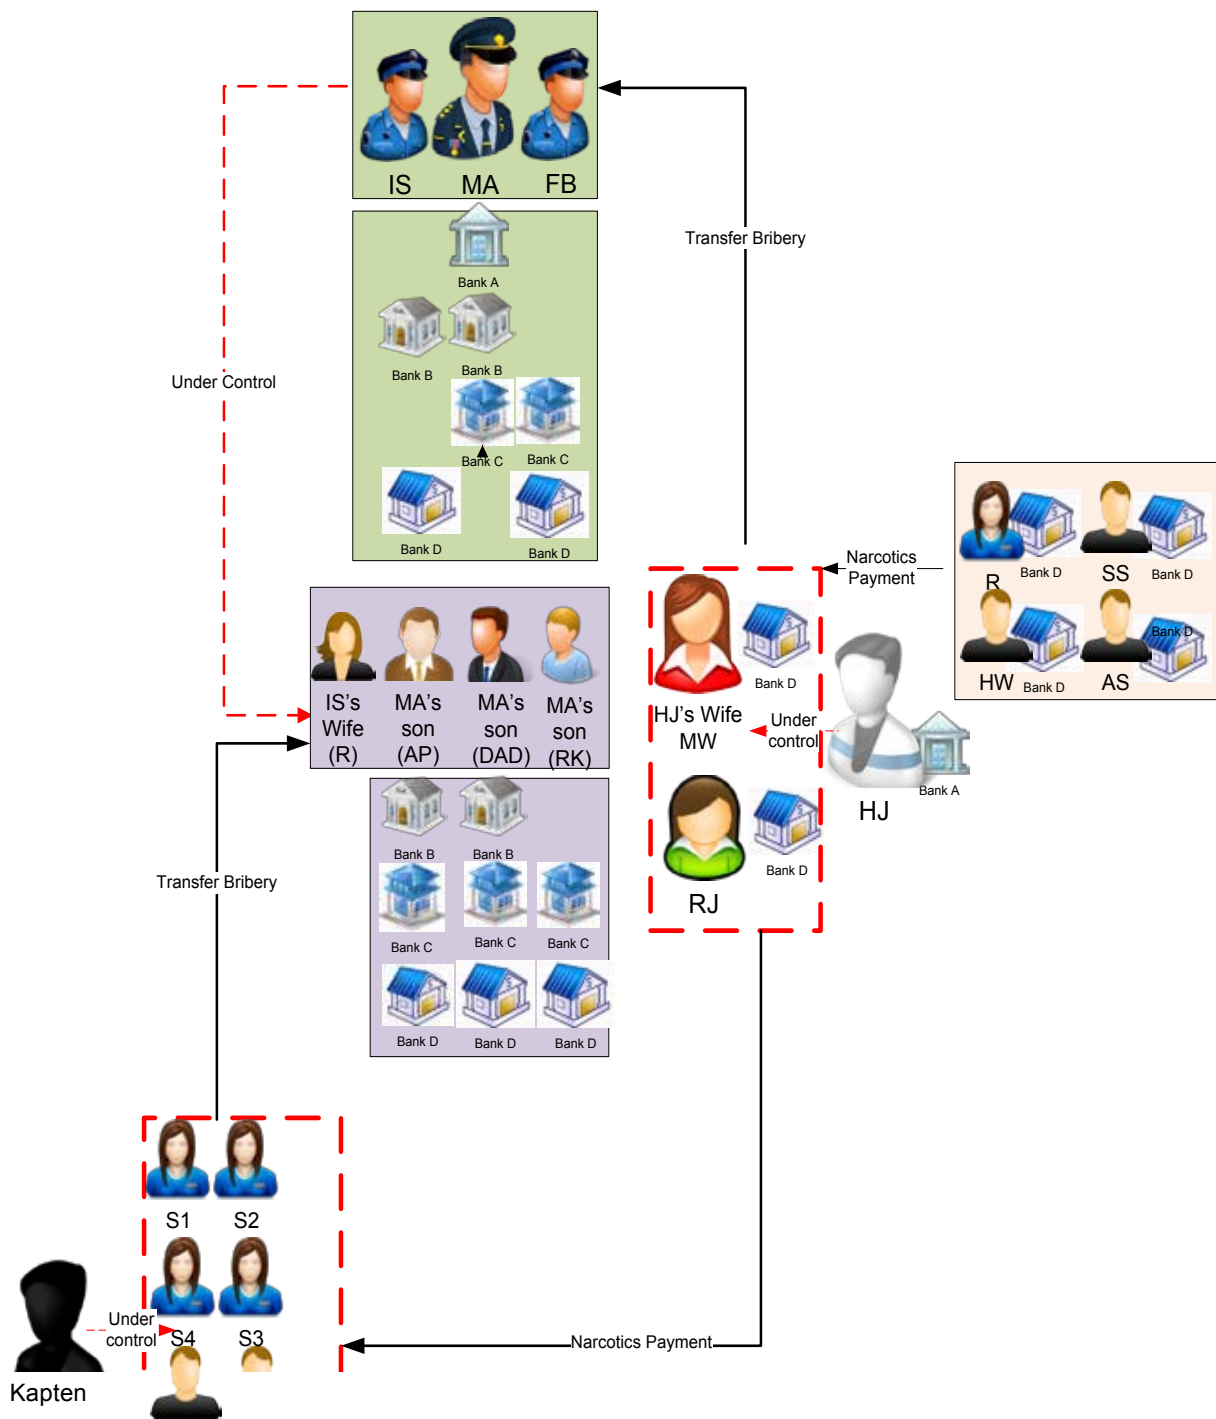 IS MA FB
Transfer Bribery
Bank A
Bank B
Bank B
Under Control
Bank C
Bank C
Bank D
Bank D
Narcotics
Payment
R
Bank D
SS
Bank D
HW
Bank D
AS
Bank D
IS's
Wife
(R)
MA's
son
(AP)
MA's
son
(DAD)
MA's
son
(RK)
Bank D
HJ's Wife
MW
Under
control
HJ
Bank A
Bank D
RJ
Bank B
Bank B
Transfer Bribery
Bank C
Bank C
Bank C
Bank D
Bank D
Bank D
S1 S2
Under
control
S4 S3
Narcotics Payment
Kapten